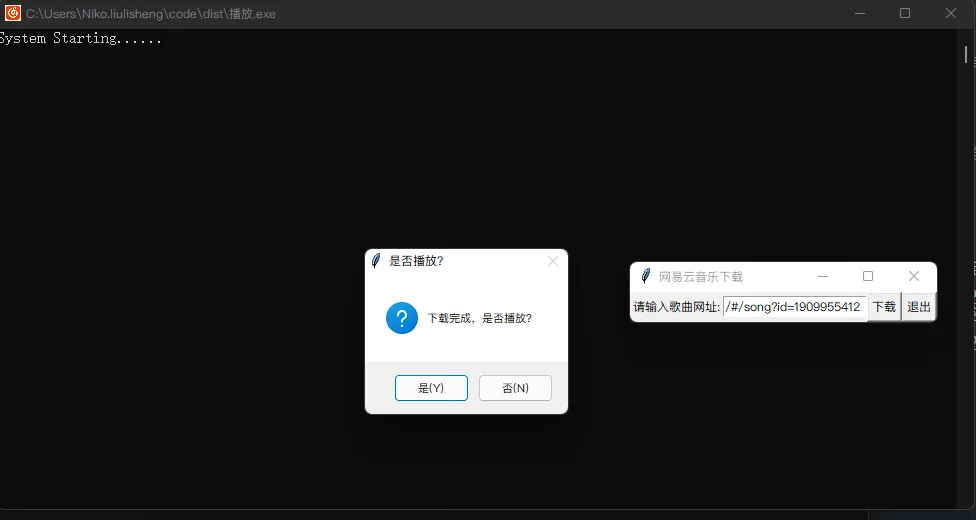 C:\Users\Niko.liulisheng\code\dist\播放.exe
System Starting......
是否播放?
下载完成，是否播放?
是(Y) 否(N)
网易云音乐下载
请输入歌曲网址: /#/song?id=1909955412 下载 退出